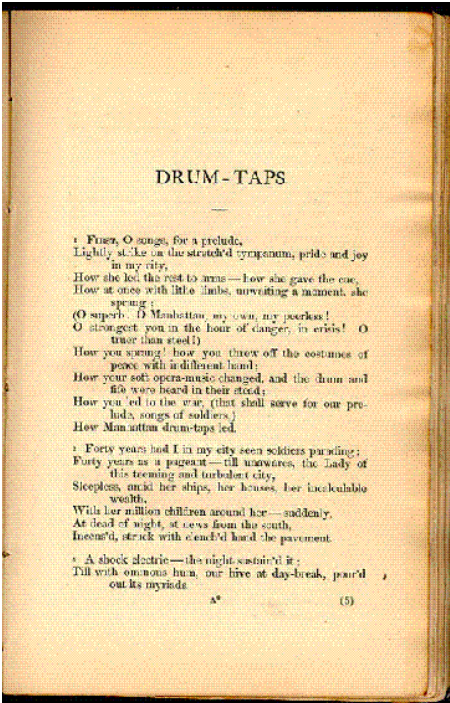 DRUM-TAPS
1 FIRST, O songs, for a prelude,
Lightly strike on the stretch'd tympanum, pride and joy
in my city,
How she led the rest to arms—how she gave the cue,
How at once with lithe limbs, unwaiting a moment, she
sprang;
(O superb! O Manhattan, my own, my peerless!
O strongest you in the hour of danger, in crisis! O
truer than steel!)
How you sprang! how you threw off the costumes of
peace with indifferent hand;
How your soft opera-music changed, and the drum and
fife were heard in their stead;
How you led to the war, (that shall serve for our pre-
lude, songs of soldiers,)
How Manhattan drum-taps led.
2 Forty years had I in my city seen soldiers parading;
Forty years as a pageant—till unawares, the Lady of
this teeming and turbulent city,
Sleepless, amid her ships, her houses, her incalculable
wealth,
With her million children around her—suddenly,
At dead of night, at news from the south,
Incens'd, struck with clench'd hand the pavement.
3 A shock electric—the night sustain'd it;
Till with ominous hum, our hive at day-break, pour'd
out its myriads.
A* (5)